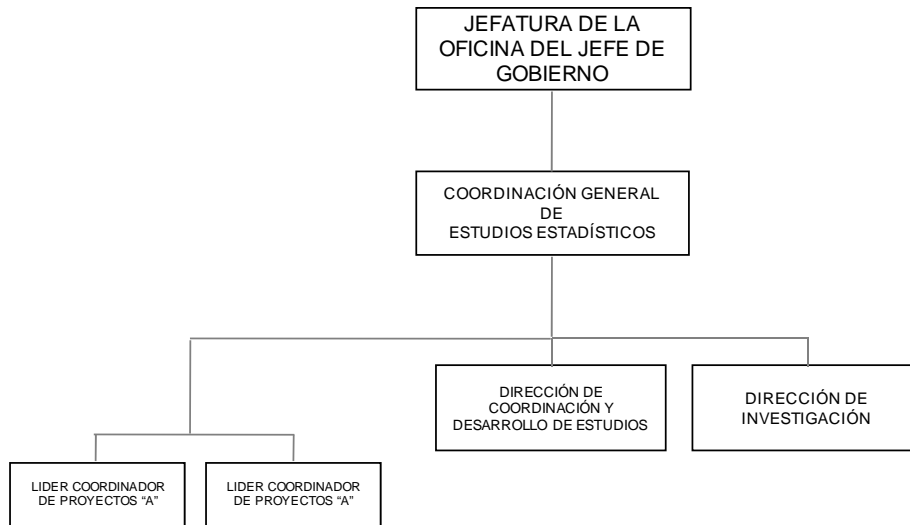 JEFATURA DE LA
OFICINA DEL JEFE DE
GOBIERNO
COORDINACIÓN GENERAL
DE
ESTUDIOS ESTADÍSTICOS
DIRECCIÓN DE
COORDINACIÓN Y
DESARROLLO DE ESTUDIOS
DIRECCIÓN DE
INVESTIGACIÓN
LIDER COORDINADOR
DE PROYECTOS “A”
LIDER COORDINADOR
DE PROYECTOS “A”